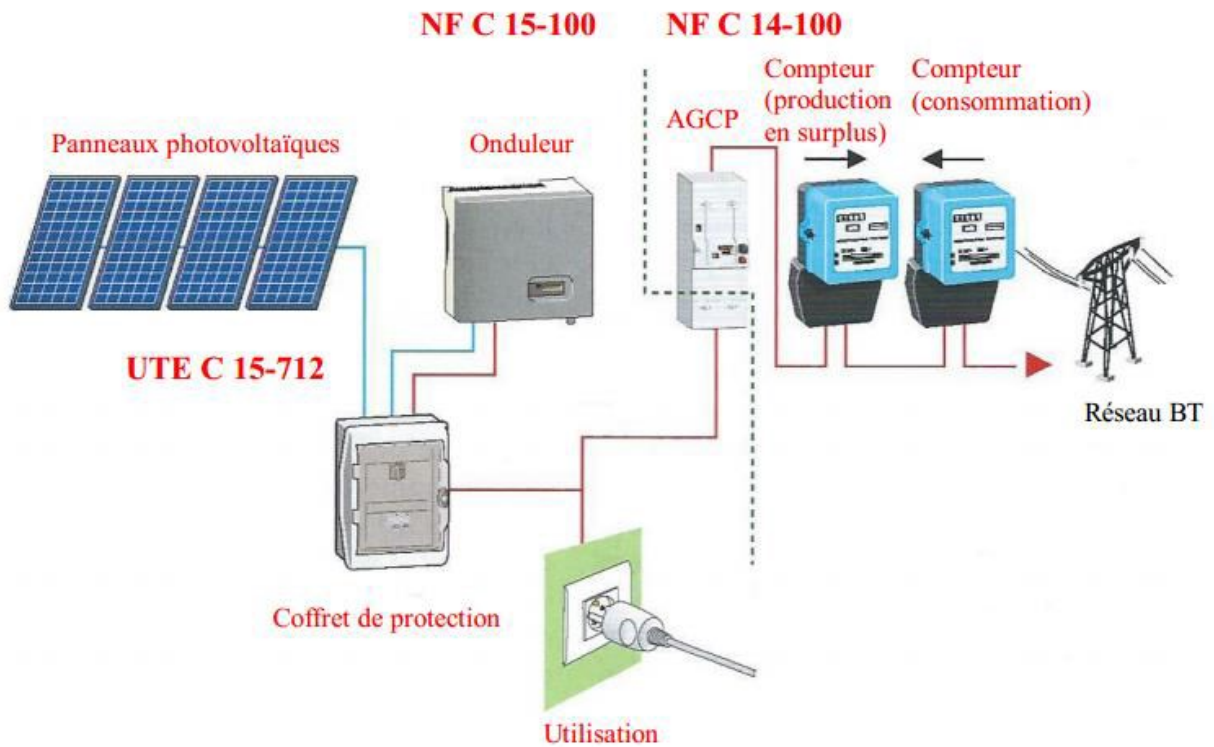 NF C 15-100
NF C 14-100
Compteur
(production
en surplus)
Compteur
(consommation)
AGCP
Panneaux photovoltaïques
Onduleur
UTE C 15-712
Réseau BT
Coffret de protection
Utilisation